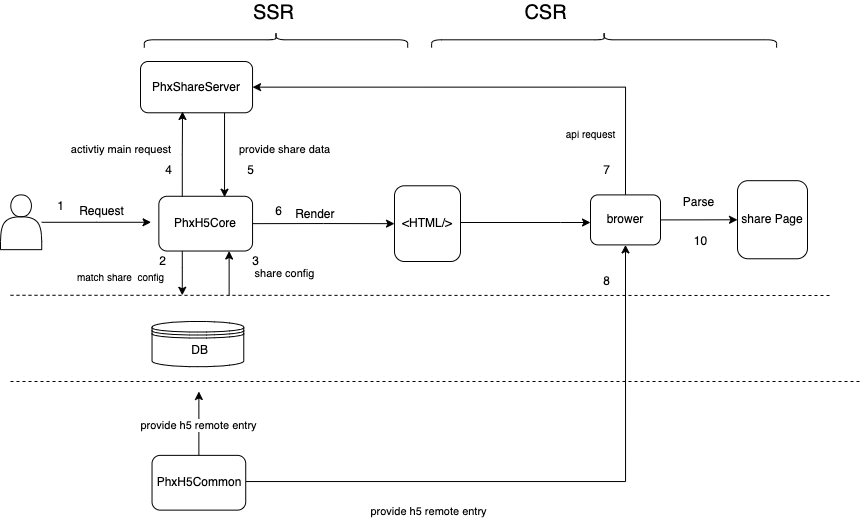 SSR
CSR
PhxShareServer
activtiy main request
4
provide share data
5
api request
7
1
Request
PhxH5Core
6
Render
<HTML/>
brower
Parse
10
share Page
2
match share config
3
share config
8
DB
provide h5 remote entry
PhxH5Common
provide h5 remote entry